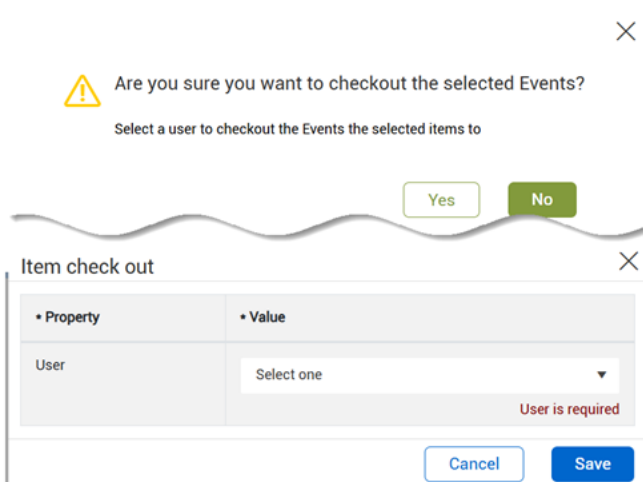 Are you sure you want to checkout the selected Events?
Select a user to checkout the Events the selected items to
Yes No
Item check out
• Property • Value
User Select one
User is required
Cancel Save